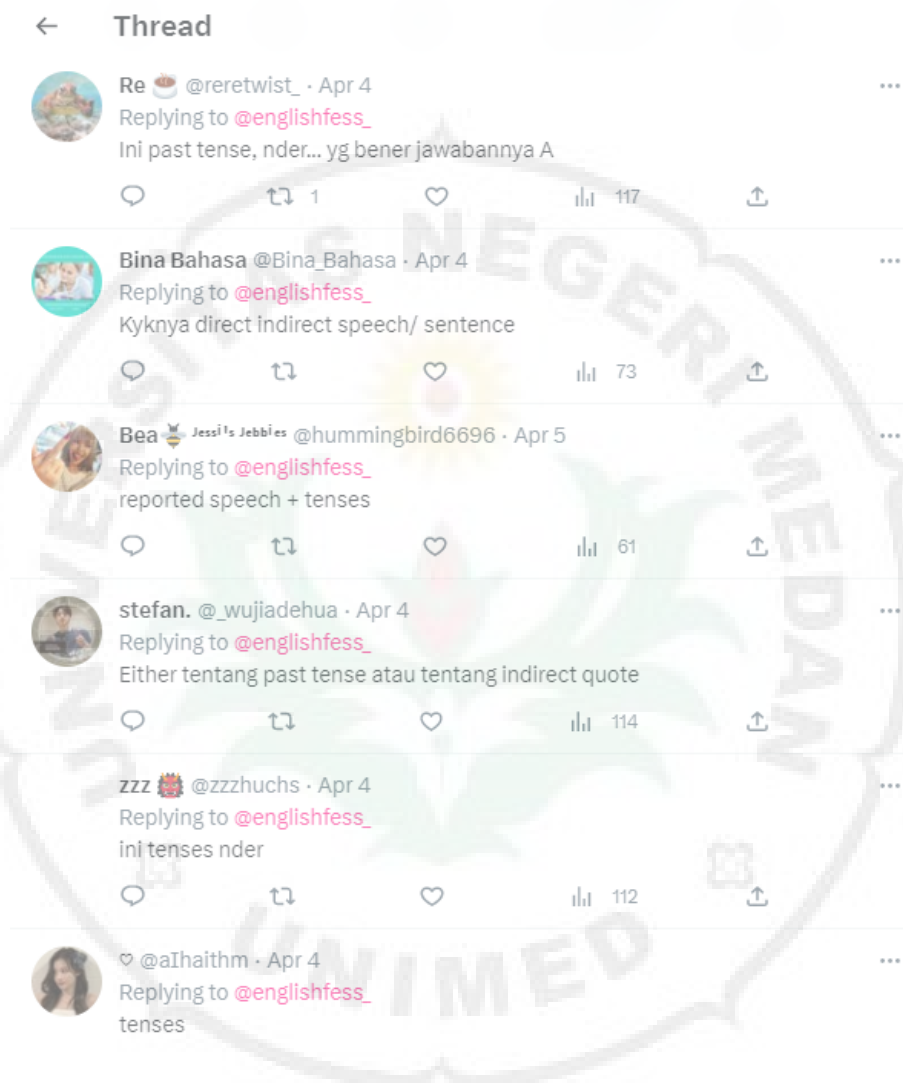 Thread
Re @reretwist_ · Apr 4
Replying to @englishfess_
Ini past tense, nder... yg bener jawabannya A
1 117
Bina Bahasa @Bina_Bahasa · Apr 4
Replying to @englishfess_
Kyknya direct indirect speech/ sentence
73
Bea ᴶᵉˢˢⁱ'ˢ ᴶᵉᵇᵇⁱᵉˢ @hummingbird6696 · Apr 5
Replying to @englishfess_
reported speech + tenses
61
stefan. @_wujiadehua · Apr 4
Replying to @englishfess_
Either tentang past tense atau tentang indirect quote
114
zzz @zzzhuchs · Apr 4
Replying to @englishfess_
ini tenses nder
112
♡ @aIhaithm · Apr 4
Replying to @englishfess_
tenses
UNIVERSITAS NEGERI MEDAN
UNIMED